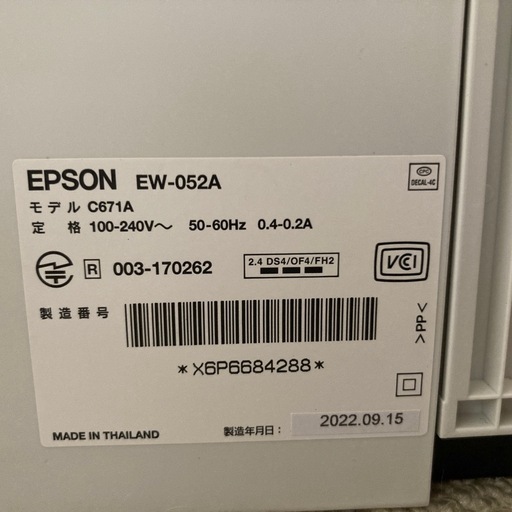 EPSON EW-052A
モデル C671A
定 格 100-240V～ 50-60Hz 0.4-0.2A
R 003-170262
2.4 DS4/OF4/FH2
VCI
CPC
DECAL-4C
製造番号
*X6P6684288*
>PP<
MADE IN THAILAND
製造年月日: 2022.09.15